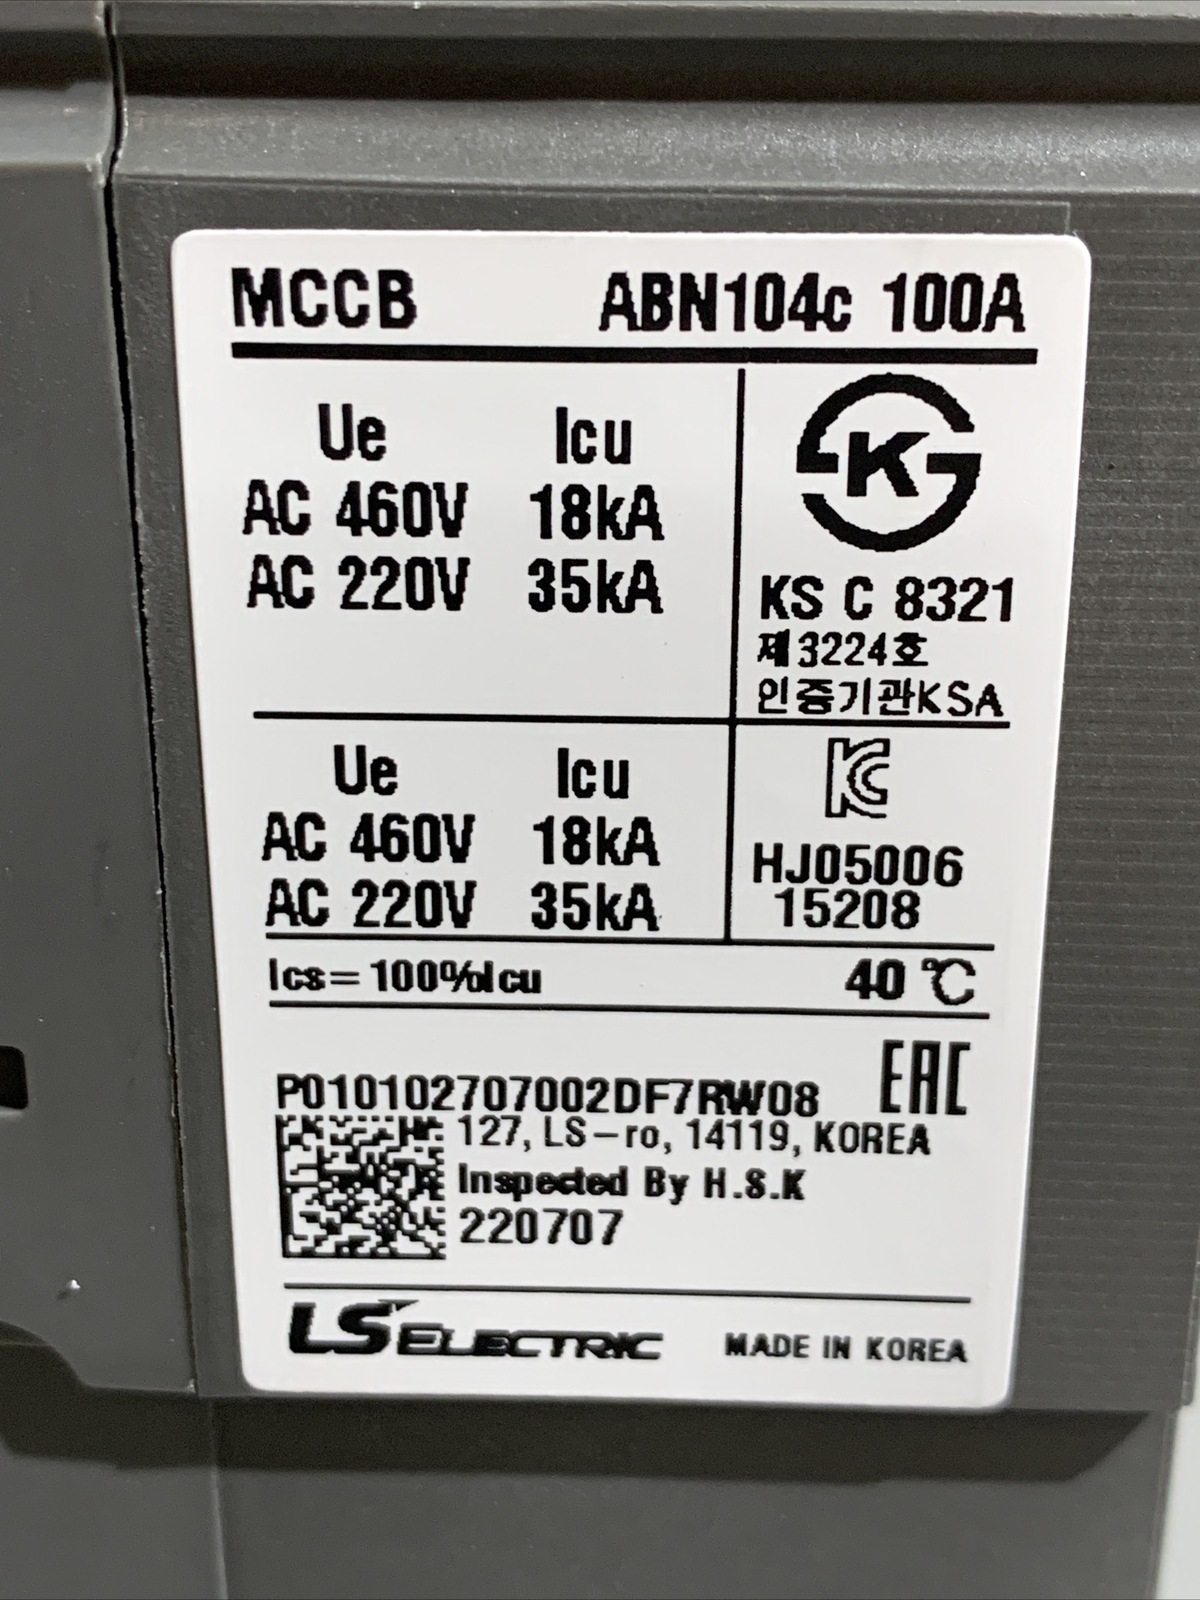 MCCB ABN104c 100A
Ue Icu
AC 460V 18kA
AC 220V 35kA
K
KS C 8321
제3224호
인증기관KSA
Ue Icu
AC 460V 18kA
AC 220V 35kA
KC
HJ05006
15208
Ics=100%Icu 40℃
EAC
P010102707002DF7RW08
127, LS-ro, 14119, KOREA
Inspected By H.S.K
220707
LS ELECTRIC MADE IN KOREA